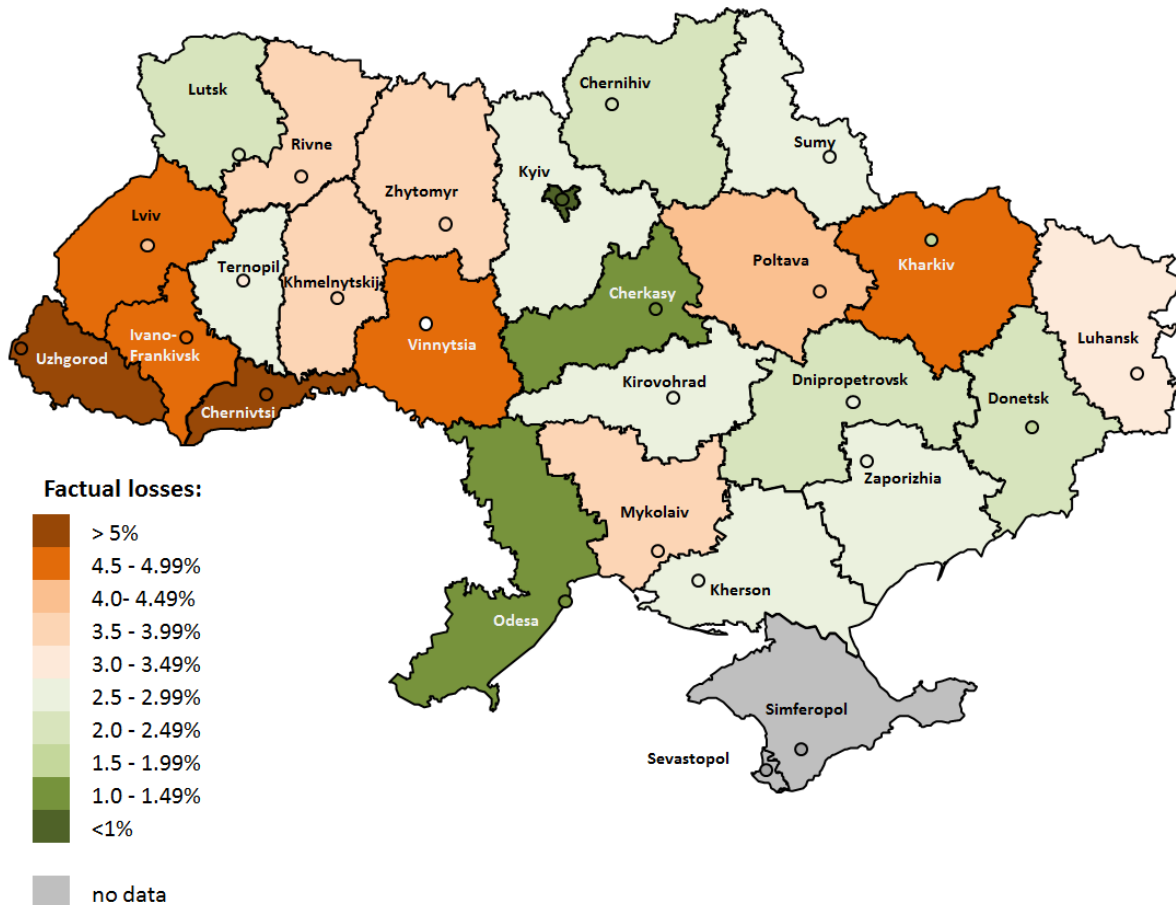 Chernihiv
Lutsk
Sumy
Rivne
Kyiv
Zhytomyr
Lviv
Poltava
Kharkiv
Ternopil
Khmelnytskij
Cherkasy
Ivano-
Frankivsk
Vinnytsia
Luhansk
Uzhgorod
Kirovohrad
Dnipropetrovsk
Donetsk
Chernivtsi
Zaporizhia
Mykolaiv
Kherson
Odesa
Simferopol
Sevastopol
Factual losses:
> 5%
4.5 - 4.99%
4.0- 4.49%
3.5 - 3.99%
3.0 - 3.49%
2.5 - 2.99%
2.0 - 2.49%
1.5 - 1.99%
1.0 - 1.49%
<1%
no data